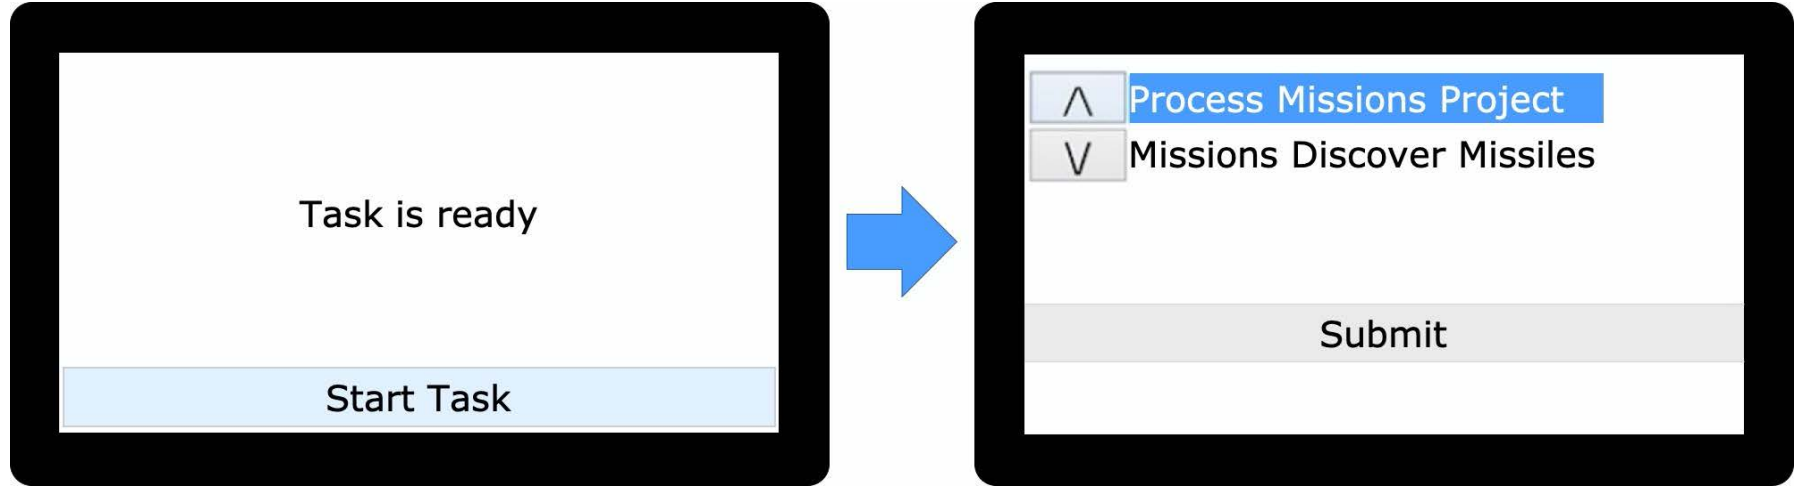 Task is ready
Start Task
Process Missions Project
Missions Discover Missiles
Submit